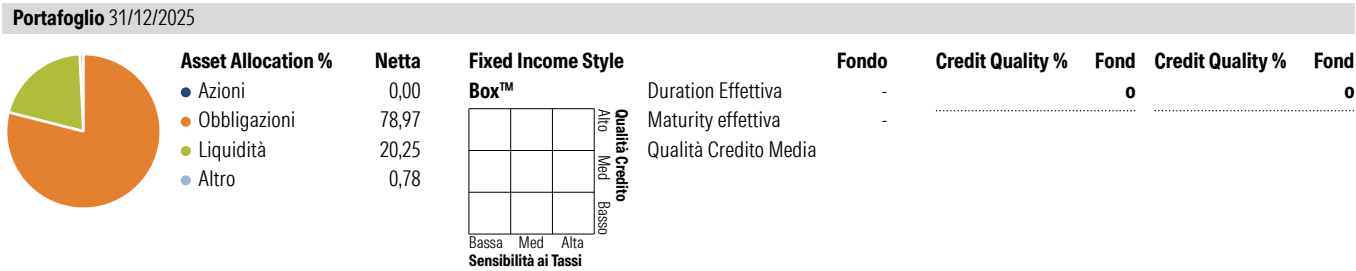 Portafoglio 31/12/2025
Asset Allocation % Netta
Azioni 0,00
Obbligazioni 78,97
Liquidità 20,25
Altro 0,78
Fixed Income Style
Box™
Alto Med Basso
Qualità Credito
Bassa Med Alta
Sensibilità ai Tassi
Fondo
Duration Effettiva -
Maturity effettiva -
Qualità Credito Media
Credit Quality % Fond Credit Quality % Fond
o o